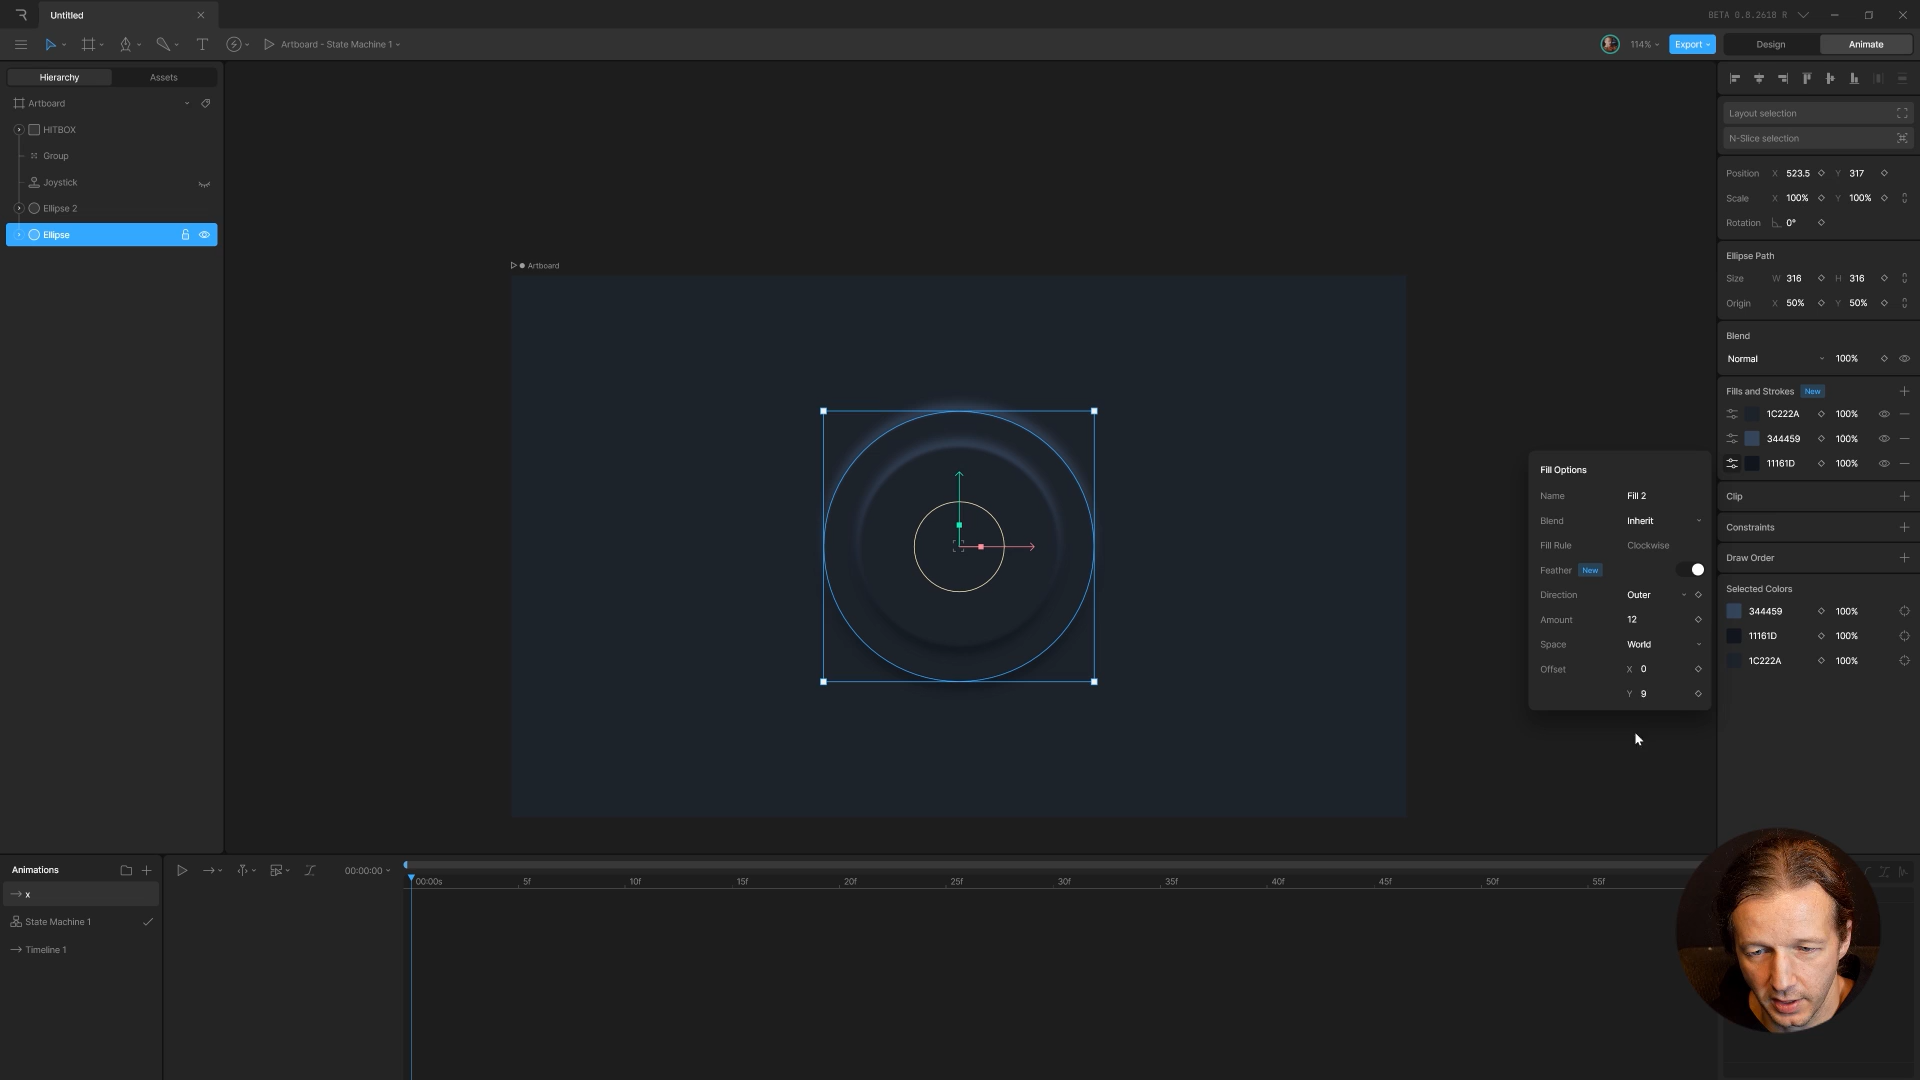 Untitled
BETA 0.8.2618 R
Artboard - State Machine 1
114%
Export
Design
Animate
Hierarchy
Assets
Artboard
HITBOX
Group
Joystick
Ellipse 2
Ellipse
Artboard
Layout selection
N-Slice selection
Position X 523.5 Y 317
Scale X 100% Y 100%
Rotation 0°
Ellipse Path
Size W 316 H 316
Origin X 50% Y 50%
Blend
Normal 100%
Fills and Strokes New
1C222A 100%
344459 100%
11161D 100%
Clip
Constraints
Draw Order
Selected Colors
344459 100%
11161D 100%
1C222A 100%
Fill Options
Name Fill 2
Blend Inherit
Fill Rule Clockwise
Feather New
Direction Outer
Amount 12
Space World
Offset X 0
Y 9
Animations
x
State Machine 1
Timeline 1
00:00:00
00:00s 5f 10f 15f 20f 25f 30f 35f 40f 45f 50f 55f